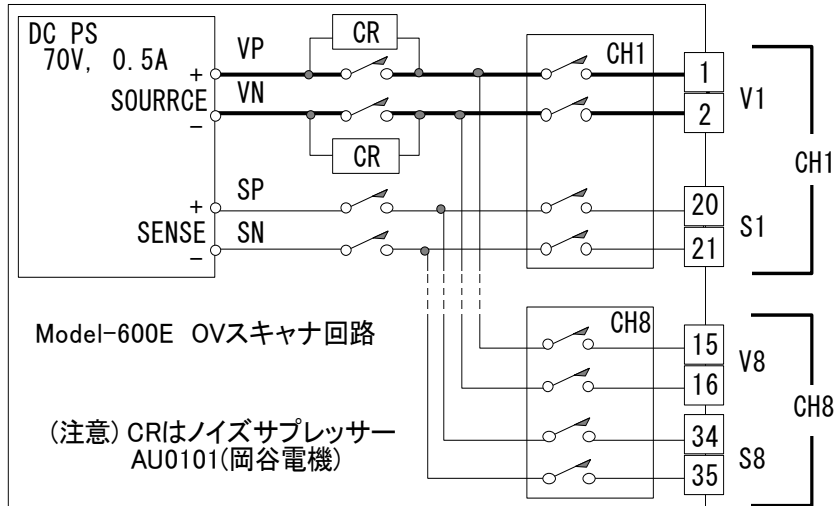 DC PS
70V, 0.5A
+
SOURRCE
−
VP
VN
CR
CR
CH1
1
2
V1
CH1
+
SENSE
−
SP
SN
20
21
S1
Model-600E OVスキャナ回路
CH8
15
16
V8
CH8
34
35
S8
(注意) CRはノイズサプレッサー
AU0101(岡谷電機)